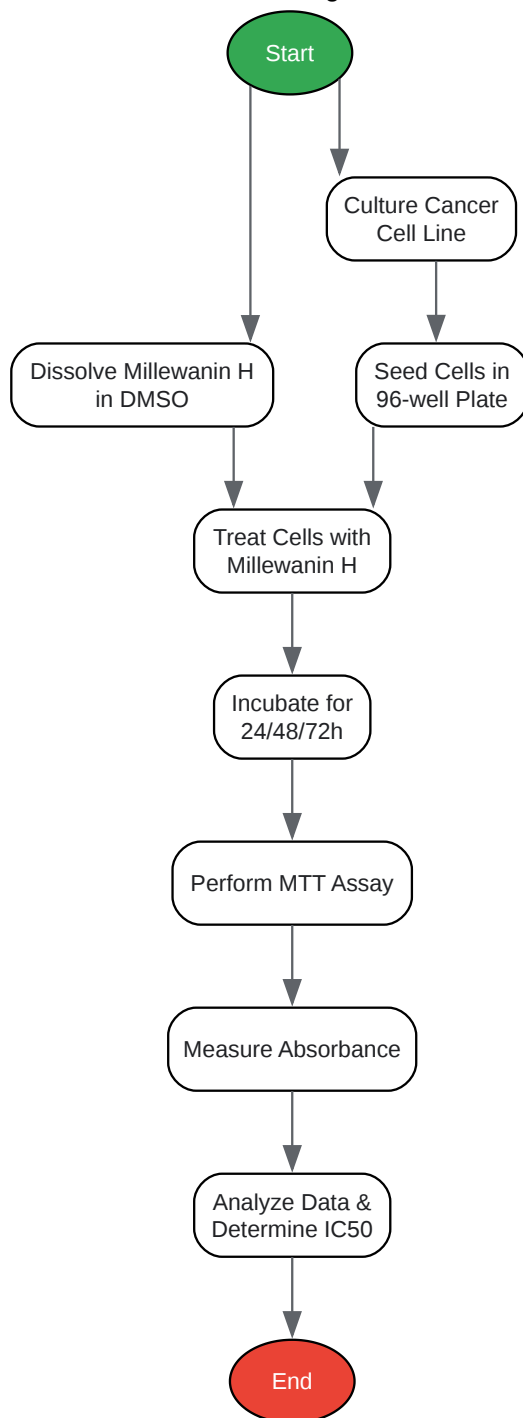 Start
Culture Cancer
Cell Line
Dissolve Millewanin H
in DMSO
Seed Cells in
96-well Plate
Treat Cells with
Millewanin H
Incubate for
24/48/72h
Perform MTT Assay
Measure Absorbance
Analyze Data &
Determine IC50
End